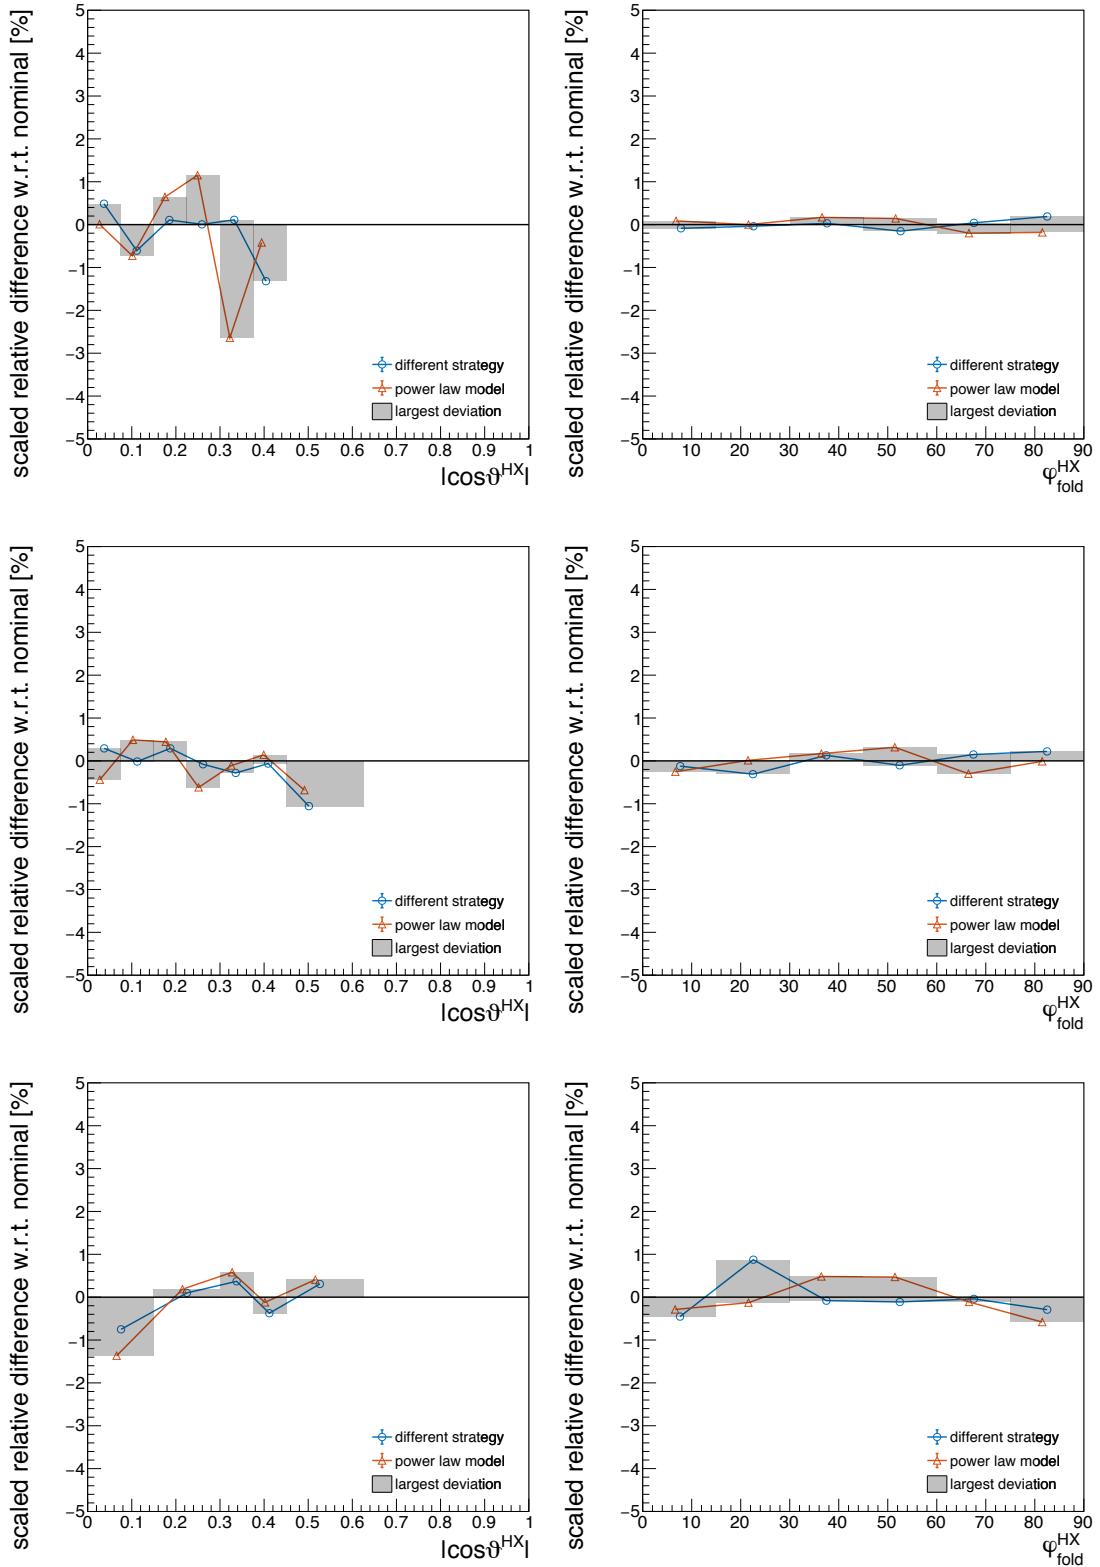 scaled relative difference w.r.t. nominal [%]
5
4
3
2
1
0
−1
−2
−3
−4
−5
different strategy
power law model
largest deviation
0 0.1 0.2 0.3 0.4 0.5 0.6 0.7 0.8 0.9 1
|cosϑ^HX|
scaled relative difference w.r.t. nominal [%]
5
4
3
2
1
0
−1
−2
−3
−4
−5
different strategy
power law model
largest deviation
0 10 20 30 40 50 60 70 80 90
φ^HX_fold
scaled relative difference w.r.t. nominal [%]
5
4
3
2
1
0
−1
−2
−3
−4
−5
different strategy
power law model
largest deviation
0 0.1 0.2 0.3 0.4 0.5 0.6 0.7 0.8 0.9 1
|cosϑ^HX|
scaled relative difference w.r.t. nominal [%]
5
4
3
2
1
0
−1
−2
−3
−4
−5
different strategy
power law model
largest deviation
0 10 20 30 40 50 60 70 80 90
φ^HX_fold
scaled relative difference w.r.t. nominal [%]
5
4
3
2
1
0
−1
−2
−3
−4
−5
different strategy
power law model
largest deviation
0 0.1 0.2 0.3 0.4 0.5 0.6 0.7 0.8 0.9 1
|cosϑ^HX|
scaled relative difference w.r.t. nominal [%]
5
4
3
2
1
0
−1
−2
−3
−4
−5
different strategy
power law model
largest deviation
0 10 20 30 40 50 60 70 80 90
φ^HX_fold